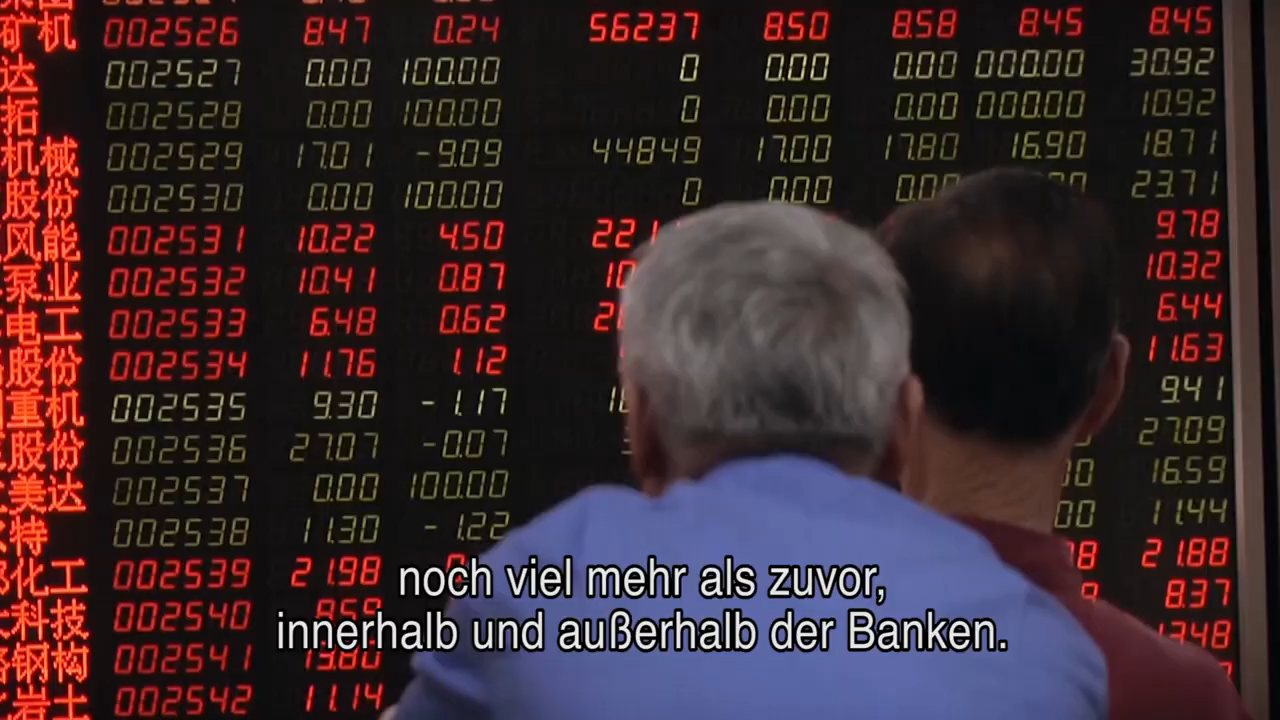 矿机 002526 8.47 0.24 56237 8.50 8.58 8.45 8.45
达 002527 0.00 100.00 0 0.00 0.00 000.00 30.92
拓 002528 0.00 100.00 0 0.00 0.00 000.00 10.92
机械 002529 17.01 -9.09 44849 17.00 17.80 16.90 18.71
股份 002530 0.00 100.00 0 0.00 23.71
风能 002531 10.22 4.50 9.78
泵业 002532 10.41 0.87 10.32
电工 002533 6.48 0.62 6.44
股份 002534 11.76 1.12 11.63
重机 002535 9.30 -1.17 9.41
股份 002536 27.07 -0.07 27.09
美达 002537 0.00 100.00 16.59
特 002538 11.30 -1.22 11.44
化工 002539 21.98 21.88
科技 002540 8.59 8.37
钢构 002541 19.80
岩土 002542 11.14
noch viel mehr als zuvor,
innerhalb und außerhalb der Banken.